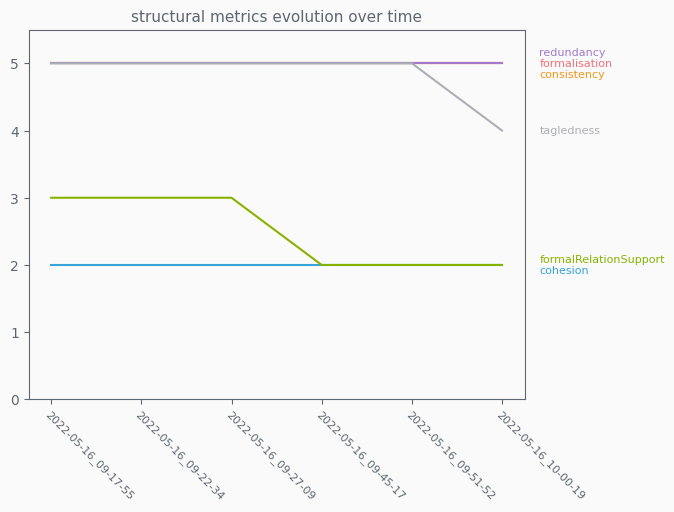 structural metrics evolution over time
5
4
3
2
1
0
redundancy
formalisation
consistency
tagledness
formalRelationSupport
cohesion
2022-05-16_09-17-55
2022-05-16_09-22-34
2022-05-16_09-27-09
2022-05-16_09-45-17
2022-05-16_09-51-52
2022-05-16_10-00-19